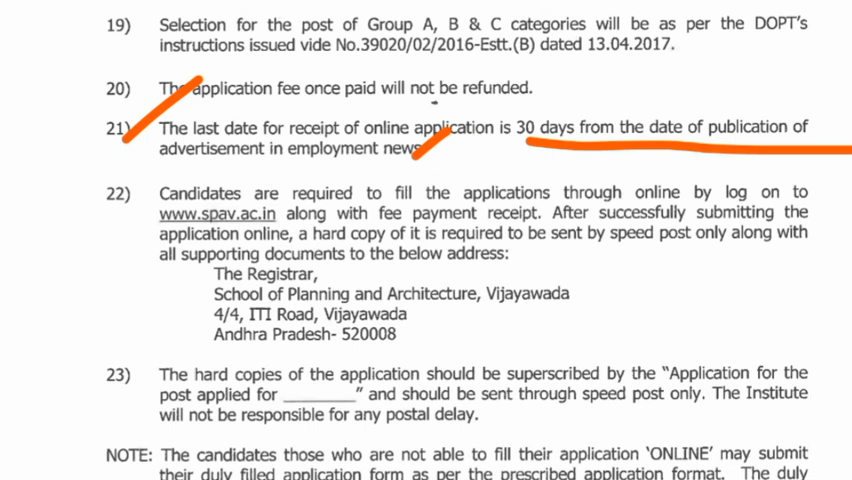 19) Selection for the post of Group A, B & C categories will be as per the DOPT's
instructions issued vide No.39020/02/2016-Estt.(B) dated 13.04.2017.
20) The application fee once paid will not be refunded.
21) The last date for receipt of online application is 30 days from the date of publication of
advertisement in employment news
22) Candidates are required to fill the applications through online by log on to
www.spav.ac.in along with fee payment receipt. After successfully submitting the
application online, a hard copy of it is required to be sent by speed post only along with
all supporting documents to the below address:
The Registrar,
School of Planning and Architecture, Vijayawada
4/4, ITI Road, Vijayawada
Andhra Pradesh- 520008
23) The hard copies of the application should be superscribed by the "Application for the
post applied for ________" and should be sent through speed post only. The Institute
will not be responsible for any postal delay.
NOTE: The candidates those who are not able to fill their application 'ONLINE' may submit
their duly filled application form as per the prescribed application format. The duly